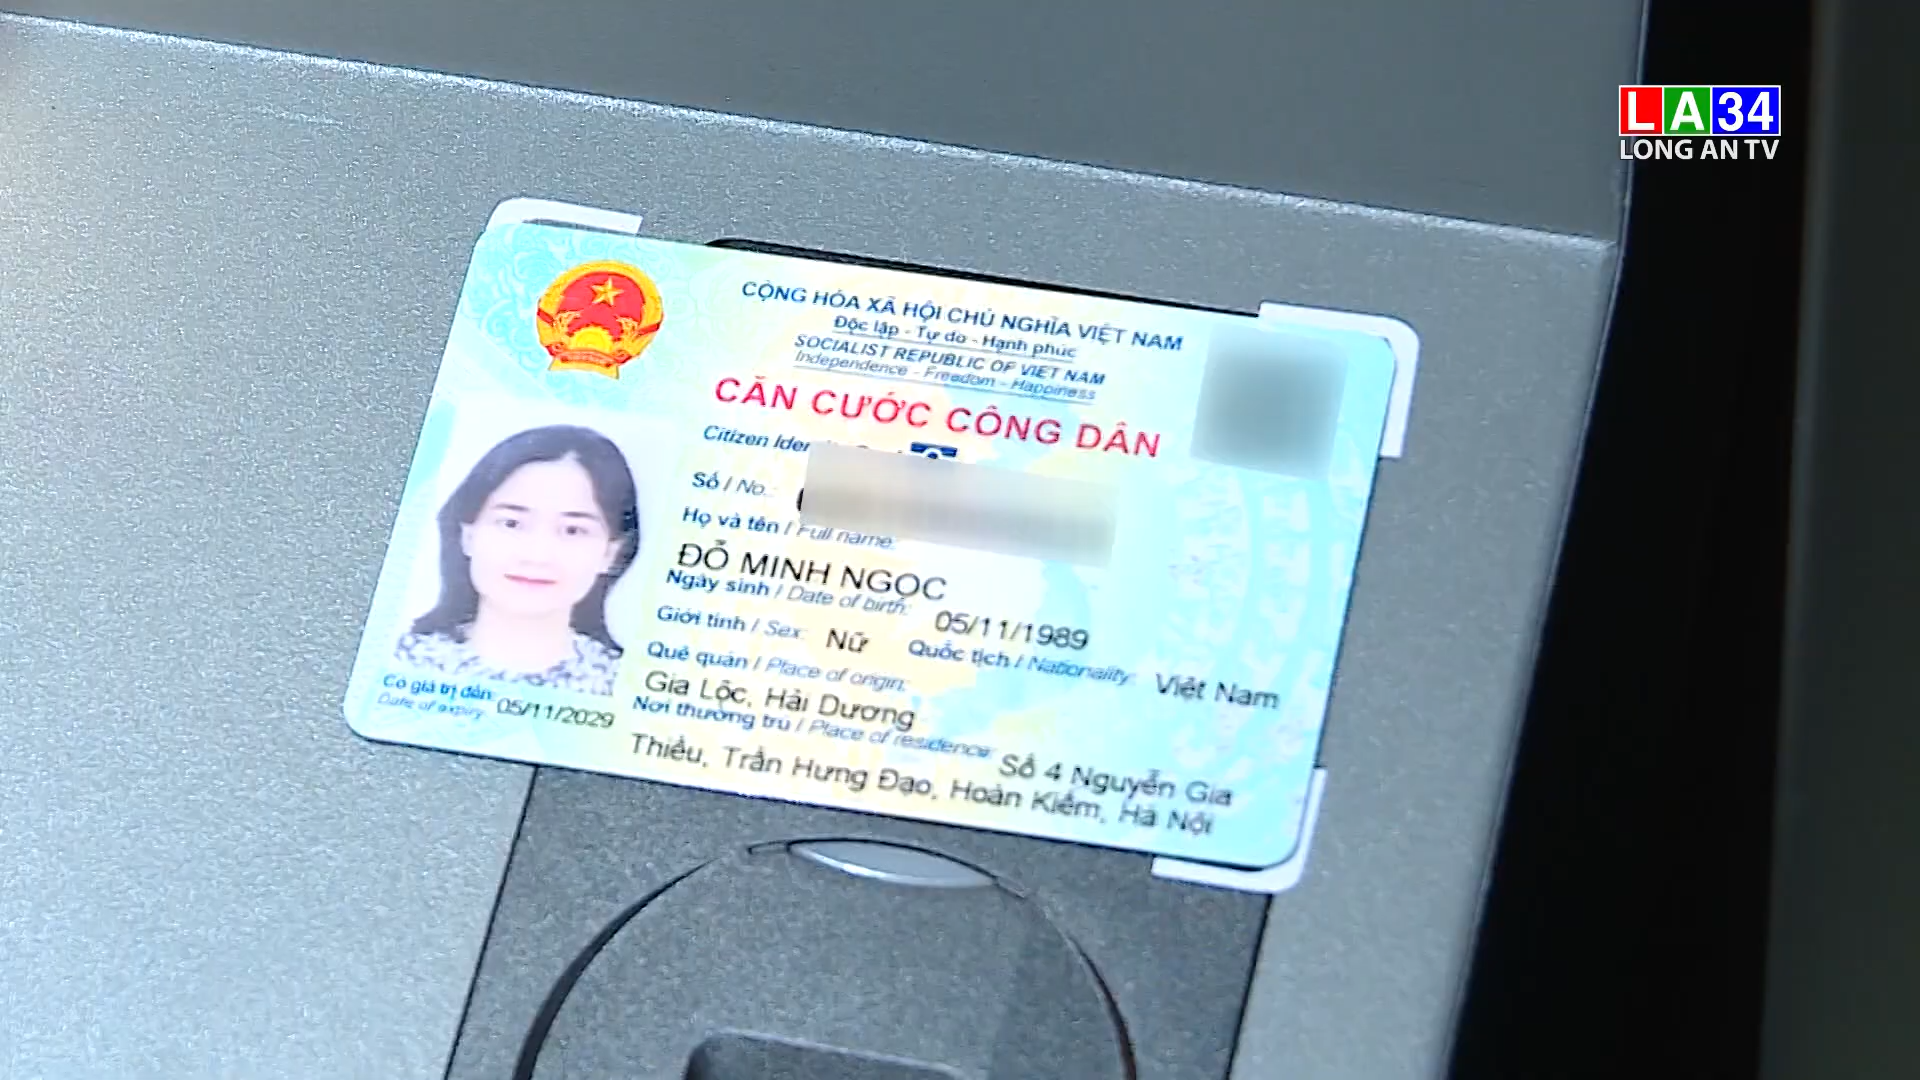 LA34
LONG AN TV
CỘNG HÒA XÃ HỘI CHỦ NGHĨA VIỆT NAM
Độc lập - Tự do - Hạnh phúc
SOCIALIST REPUBLIC OF VIET NAM
Independence - Freedom - Happiness
CĂN CƯỚC CÔNG DÂN
Citizen
Số / No.:
Họ và tên / Full name:
ĐỖ MINH NGỌC
Ngày sinh / Date of birth: 05/11/1989
Giới tính / Sex: Nữ Quốc tịch / Nationality: Việt Nam
Quê quán / Place of origin:
Gia Lộc, Hải Dương
Nơi thường trú / Place of residence: Số 4 Nguyễn Gia
Thiều, Trần Hưng Đạo, Hoàn Kiếm, Hà Nội
Có giá trị đến: 05/11/2029
Date of expiry: